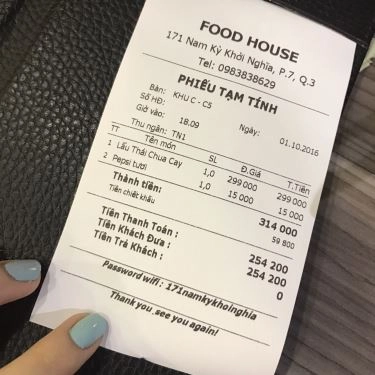 FOOD HOUSE
171 Nam Kỳ Khởi Nghĩa, P.7, Q.3
Tel: 0983838629
PHIẾU TẠM TÍNH
Bàn: KHU C - C5
Số HĐ:
Giờ vào: 18.09 Ngày: 01.10.2016
Thu ngân: TN1
TT Tên món SL Đ.Giá T.Tiền
1 Lẩu Thái Chua Cay 1,0 299 000 299 000
2 Pepsi tươi 1,0 15 000 15 000
Thành tiền: 314 000
Tiền chiết khấu 59 800
Tiền Thanh Toán : 254 200
Tiền Khách Đưa : 254 200
Tiền Trả Khách : 0
Password wifi : 171namkykhoinghia
Thank you ,see you again!